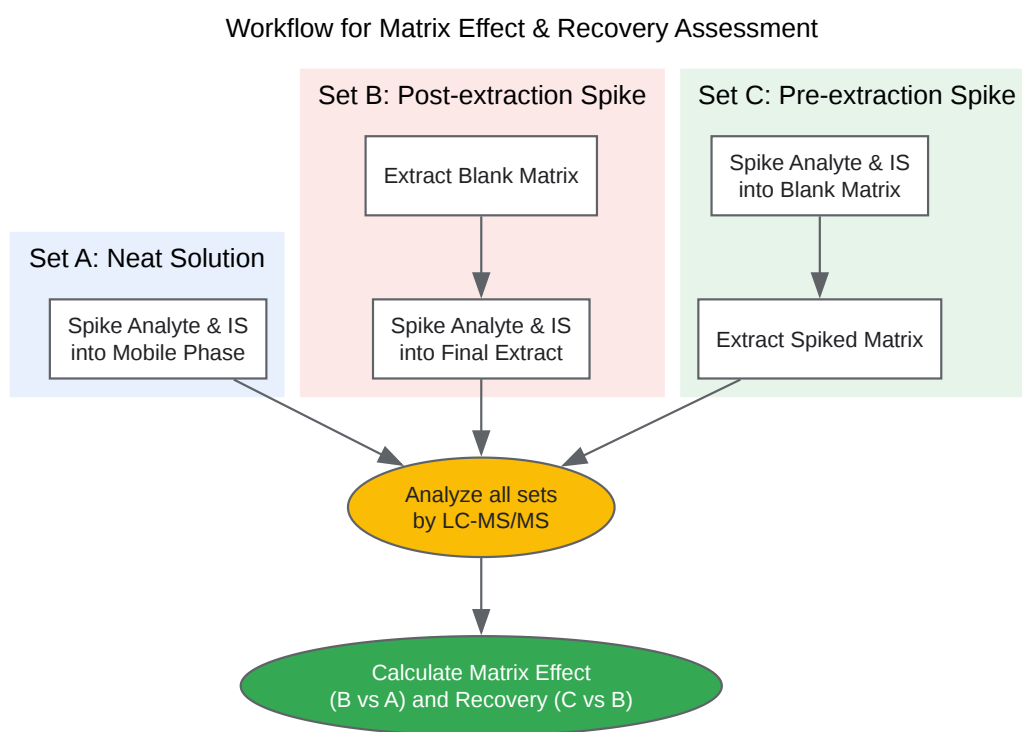 Workflow for Matrix Effect & Recovery Assessment
Set A: Neat Solution
Spike Analyte & IS
into Mobile Phase
Set B: Post-extraction Spike
Extract Blank Matrix
Spike Analyte & IS
into Final Extract
Set C: Pre-extraction Spike
Spike Analyte & IS
into Blank Matrix
Extract Spiked Matrix
Analyze all sets
by LC-MS/MS
Calculate Matrix Effect
(B vs A) and Recovery (C vs B)